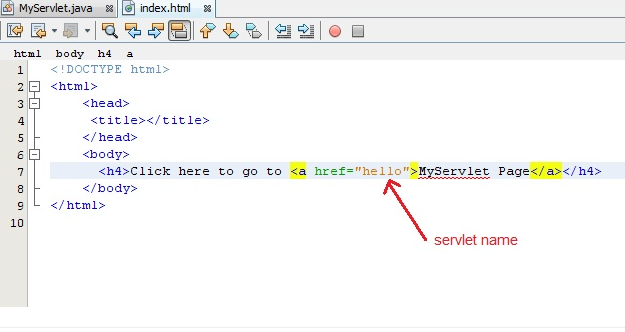 MyServlet.java index.html
html body h4 a
1 <!DOCTYPE html>
2 <html>
3 <head>
4 <title></title>
5 </head>
6 <body>
7 <h4>Click here to go to <a href="hello">MyServlet Page</a></h4>
8 </body>
9 </html>
10
servlet name